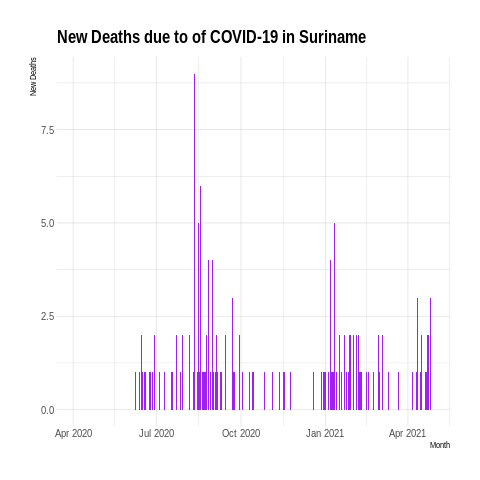 New Deaths due to of COVID-19 in Suriname
New Deaths
7.5
5.0
2.5
0.0
Apr 2020 Jul 2020 Oct 2020 Jan 2021 Apr 2021
Month